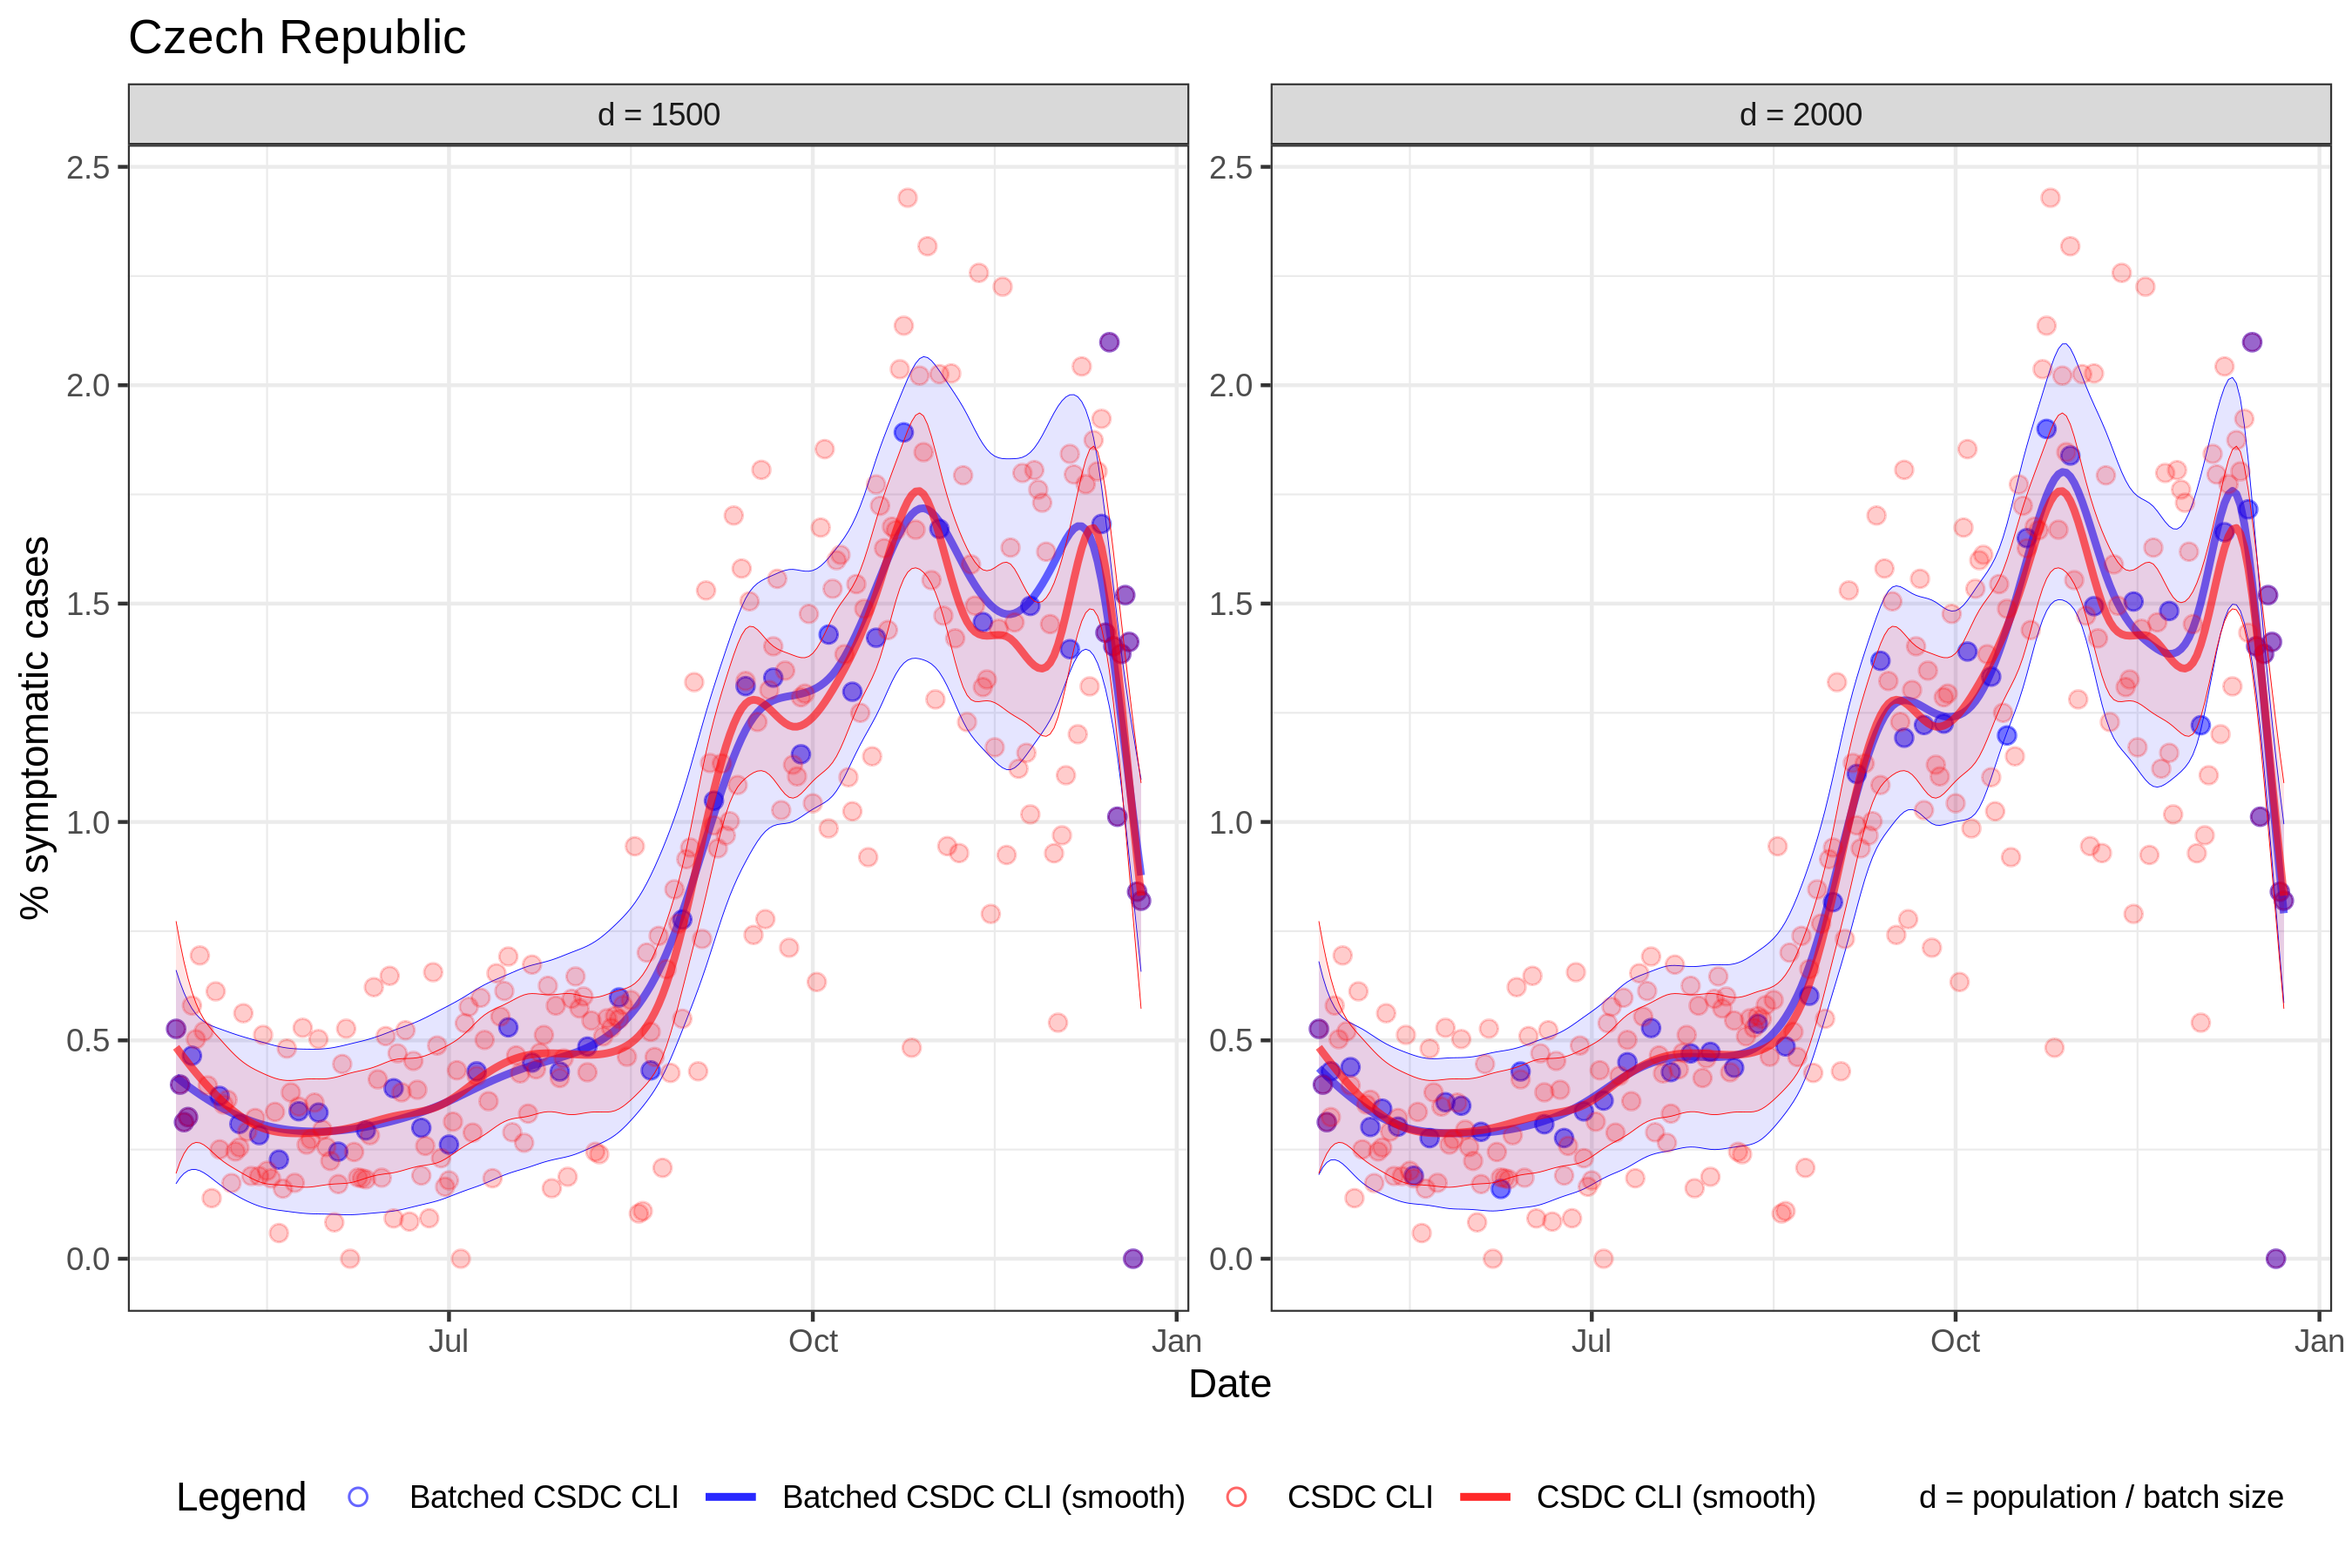 Czech Republic
d = 1500
d = 2000
% symptomatic cases
2.5
2.0
1.5
1.0
0.5
0.0
2.5
2.0
1.5
1.0
0.5
0.0
Jul
Oct
Jan
Jul
Oct
Jan
Date
Legend
Batched CSDC CLI
Batched CSDC CLI (smooth)
CSDC CLI
CSDC CLI (smooth)
d = population / batch size